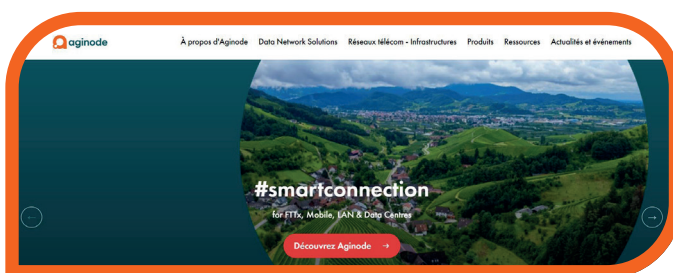 aginode
À propos d'Aginode Data Network Solutions Réseaux télécom - Infrastructures Produits Ressources Actualités et événements
#smartconnection
for FTTx, Mobile, LAN & Data Centres
Découvrez Aginode →